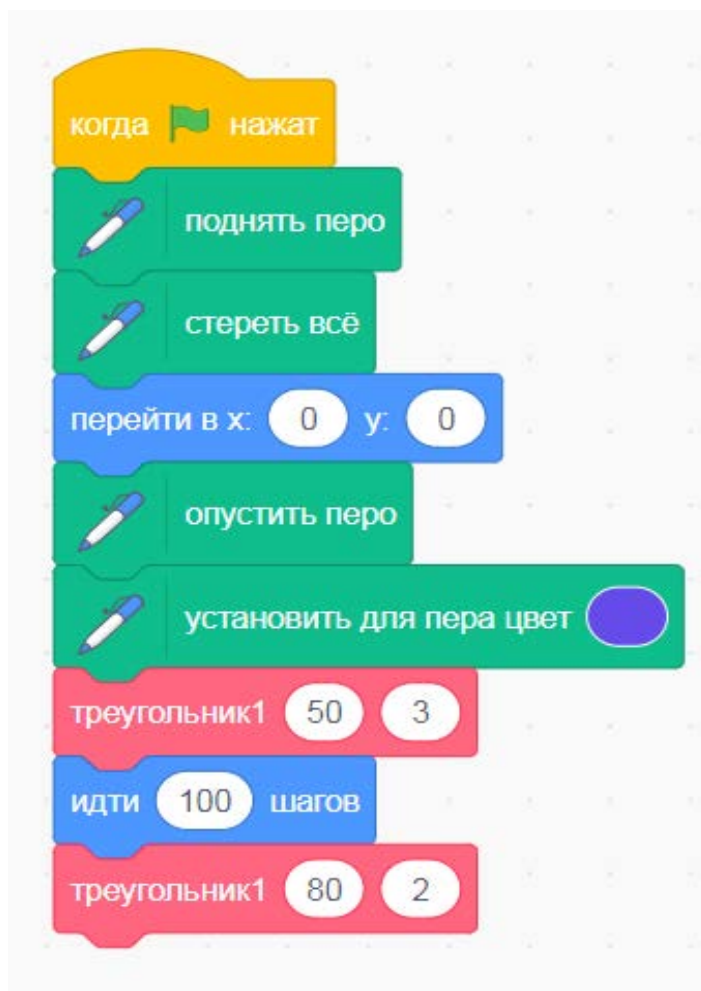 когда нажат
поднять перо
стереть всё
перейти в x: 0 y: 0
опустить перо
установить для пера цвет
треугольник1 50 3
идти 100 шагов
треугольник1 80 2